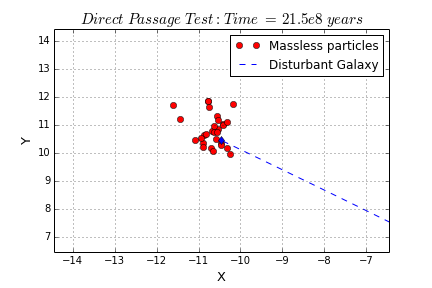 Direct Passage Test : Time = 21.5e8 years
Massless particles
Disturbant Galaxy
14
13
12
11
10
9
8
7
Y
−14 −13 −12 −11 −10 −9 −8 −7
X